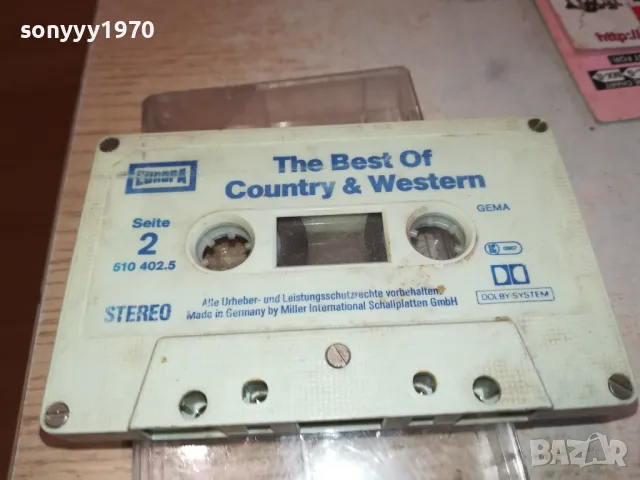 sonyyy1970
http://
EUROPA
The Best Of
Country & Western
Seite
2
510 402.5
GEMA
STEREO
Alle Urheber- und Leistungsschutzrechte vorbehalten.
Made in Germany by Miller International Schallplatten GmbH
DOLBY SYSTEM
BAZAR